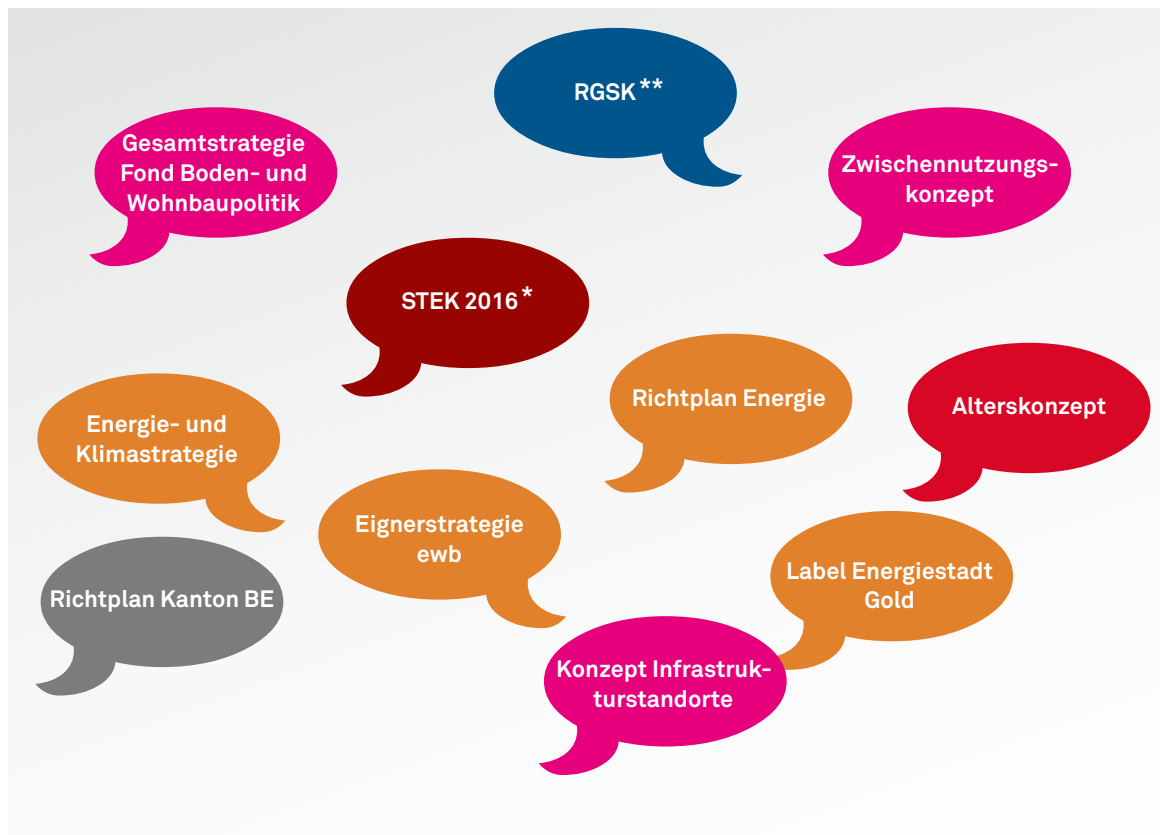 RGSK**
Gesamtstrategie
Fond Boden- und
Wohnbaupolitik
Zwischennutzungs-
konzept
STEK 2016*
Richtplan Energie
Alterskonzept
Energie- und
Klimastrategie
Eignerstrategie
ewb
Label Energiestadt
Gold
Richtplan Kanton BE
Konzept Infrastruk-
turstandorte